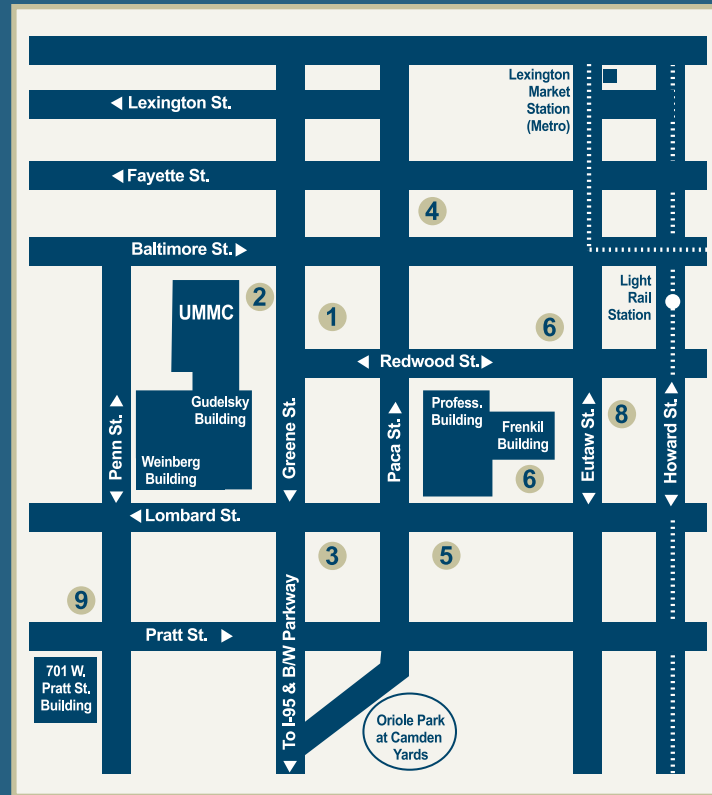 Lexington
Market
Station
(Metro)
Lexington St.
Fayette St.
4
Baltimore St.
Light
Rail
Station
2
UMMC
1
6
Redwood St.
Gudelsky
Building
Weinberg
Building
Penn St.
Greene St.
Paca St.
Profess.
Building
Frenkil
Building
6
Eutaw St.
8
Howard St.
Lombard St.
3
5
9
Pratt St.
To I-95 & B/W Parkway
701 W.
Pratt St.
Building
Oriole Park
at Camden
Yards